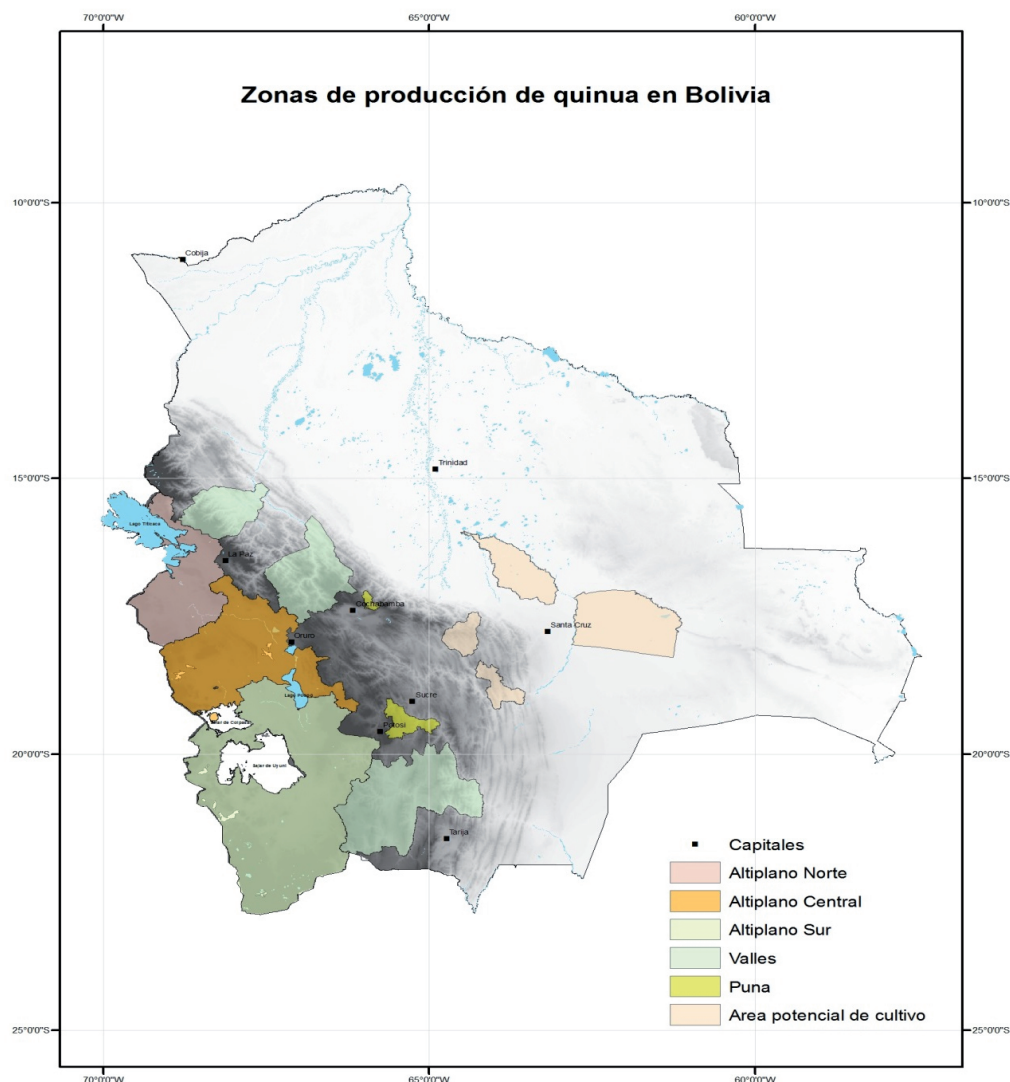 70°0'0"W
65°0'0"W
60°0'0"W
Zonas de producción de quinua en Bolivia
10°0'0"S
10°0'0"S
Cobija
Trinidad
15°0'0"S
15°0'0"S
Lago Titicaca
La Paz
Cochabamba
Santa Cruz
Oruro
Lago Poopó
Sucre
Salar de Coipasa
Potosí
20°0'0"S
20°0'0"S
Salar de Uyuni
Tarija
Capitales
Altiplano Norte
Altiplano Central
Altiplano Sur
Valles
Puna
Area potencial de cultivo
25°0'0"S
25°0'0"S
70°0'0"W
65°0'0"W
60°0'0"W